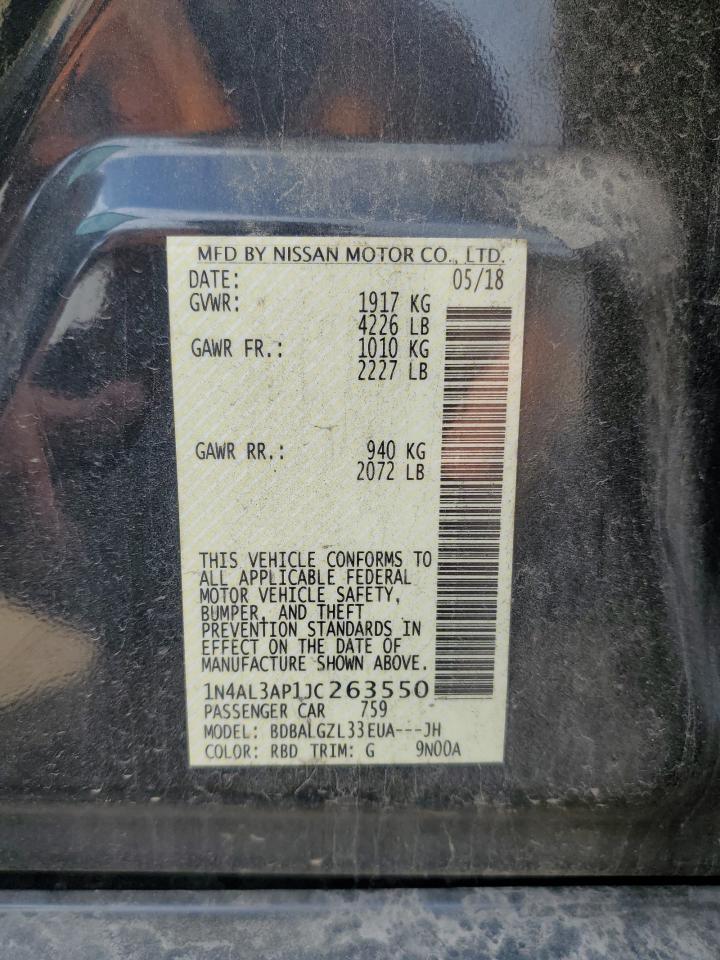 MFD BY NISSAN MOTOR CO., LTD.
DATE: 05/18
GVWR: 1917 KG
4226 LB
GAWR FR.: 1010 KG
2227 LB
GAWR RR.: 940 KG
2072 LB
THIS VEHICLE CONFORMS TO
ALL APPLICABLE FEDERAL
MOTOR VEHICLE SAFETY,
BUMPER, AND THEFT
PREVENTION STANDARDS IN
EFFECT ON THE DATE OF
MANUFACTURE SHOWN ABOVE.
1N4AL3AP1JC263550
PASSENGER CAR 759
MODEL: BDBALGZL33EUA---JH
COLOR: RBD TRIM: G 9N00A